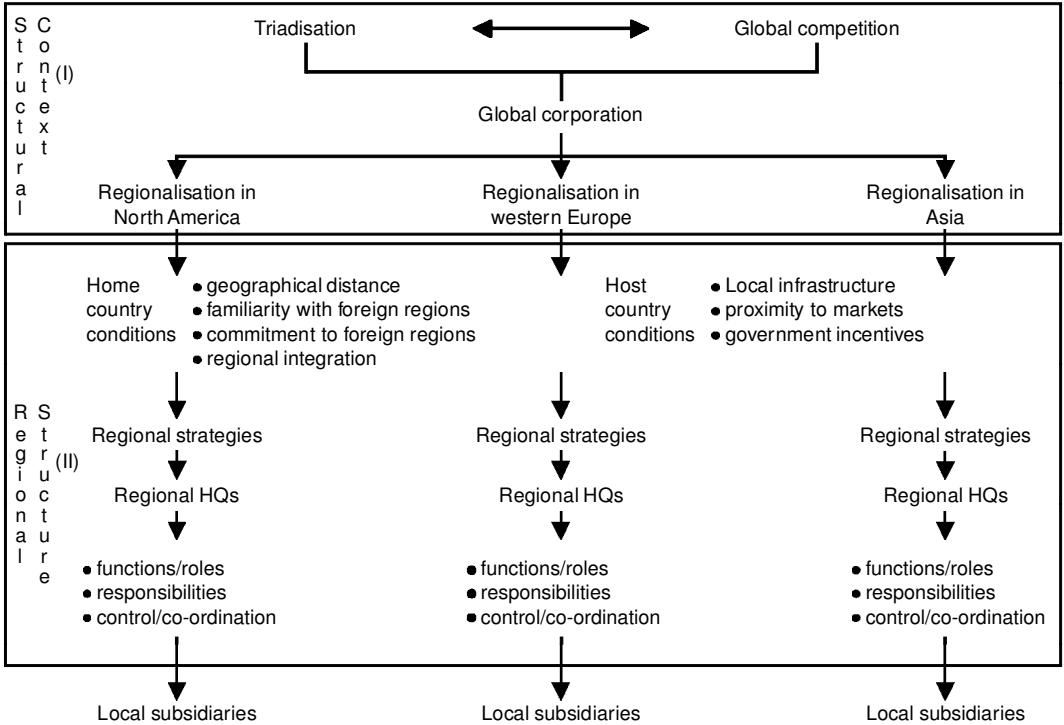 Structural
Context
(I)
Triadisation
Global competition
Global corporation
Regionalisation in
North America
Regionalisation in
western Europe
Regionalisation in
Asia
Home
country
conditions
• geographical distance
• familiarity with foreign regions
• commitment to foreign regions
• regional integration
Host
country
conditions
• Local infrastructure
• proximity to markets
• government incentives
Regional
Structure
(II)
Regional strategies
Regional strategies
Regional strategies
Regional HQs
Regional HQs
Regional HQs
• functions/roles
• responsibilities
• control/co-ordination
• functions/roles
• responsibilities
• control/co-ordination
• functions/roles
• responsibilities
• control/co-ordination
Local subsidiaries
Local subsidiaries
Local subsidiaries